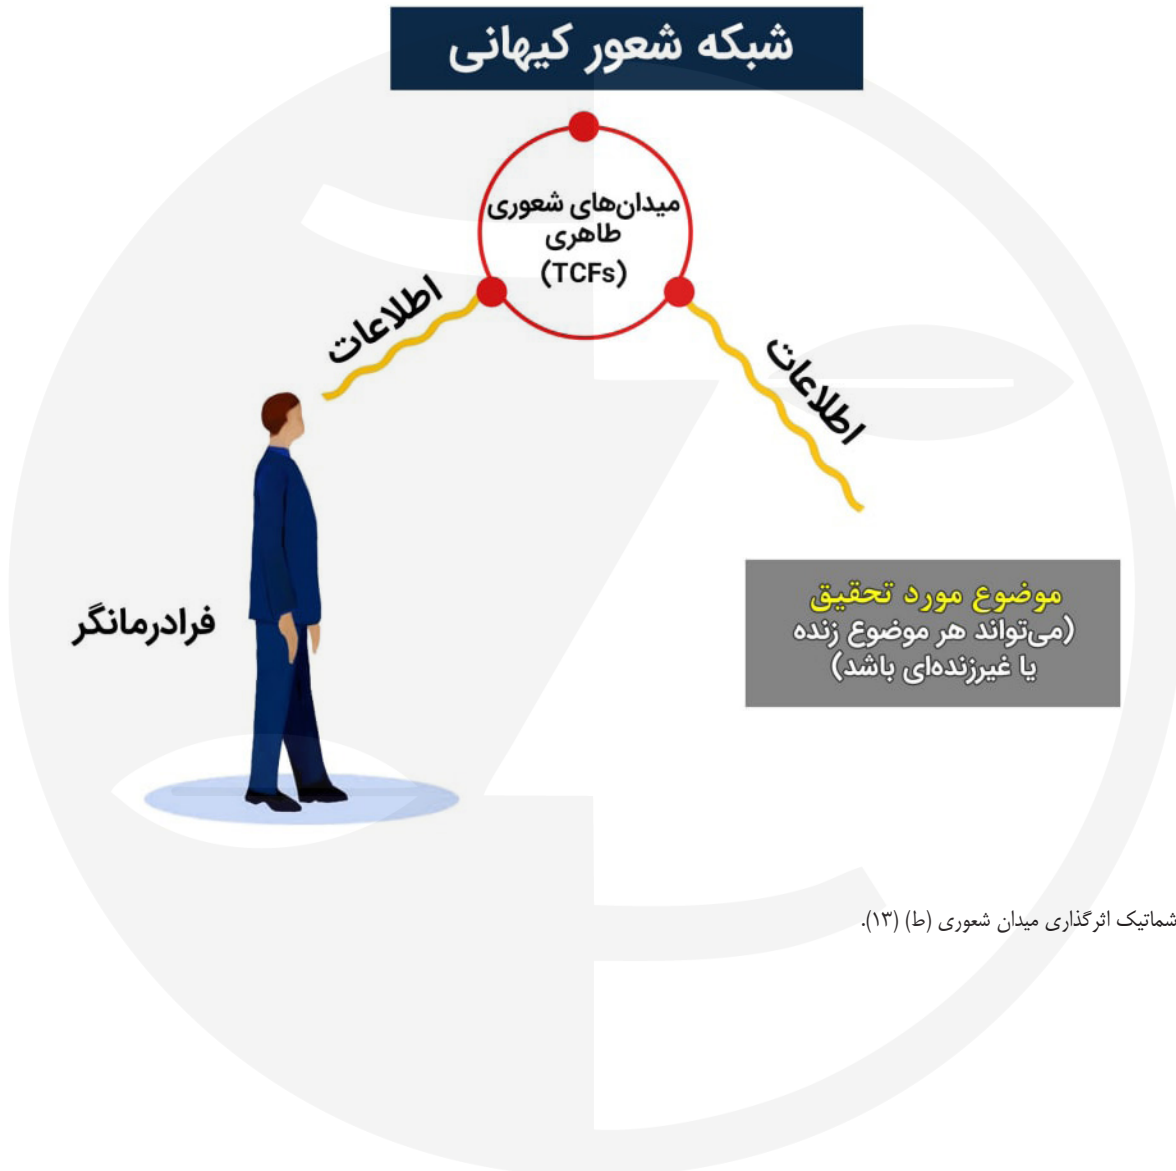 شبکه شعور کیهانی
میدان‌های شعوری
طاهری
(TCFs)
اطلاعات
اطلاعات
فرادرمانگر
موضوع مورد تحقیق
(می‌تواند هر موضوع زنده
یا غیرزنده‌ای باشد)
شماتیک اثرگذاری میدان شعوری (ط) (۱۳).